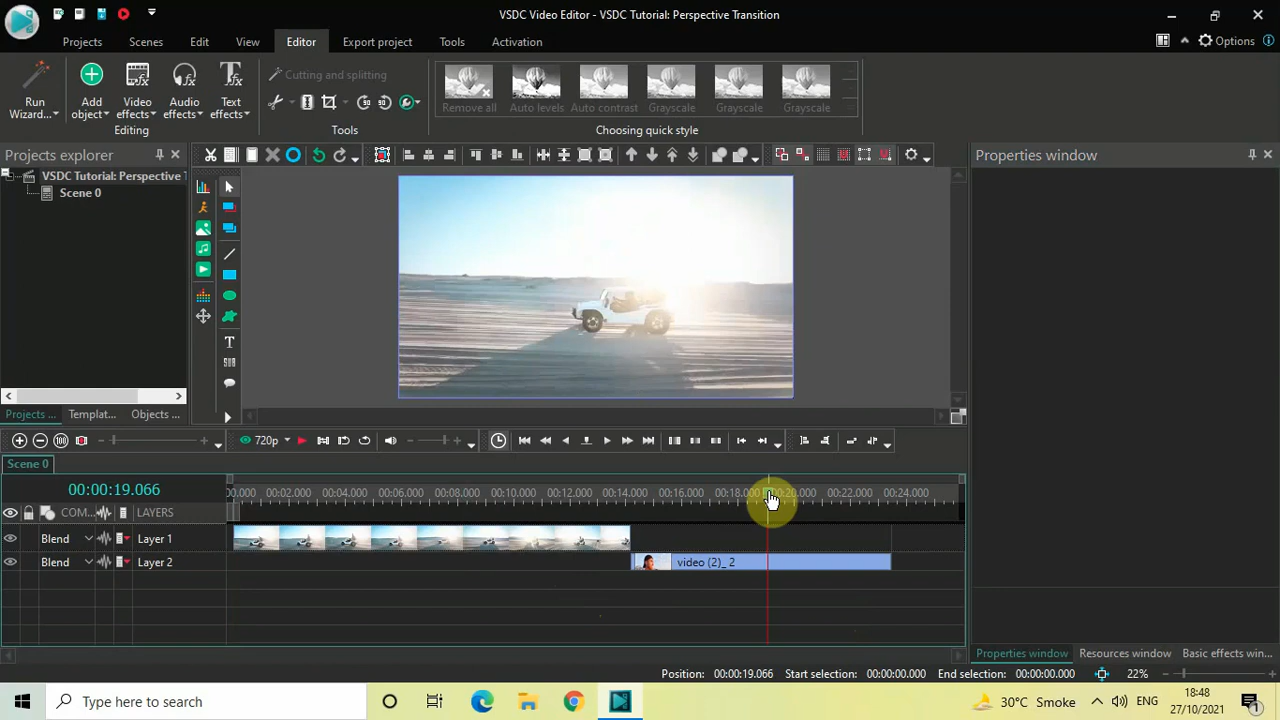 VSDC Video Editor - VSDC Tutorial: Perspective Transition
Projects Scenes Edit View Editor Export project Tools Activation
Options
Run Wizard...
Add object
Video effects
Audio effects
Text effects
Editing
Cutting and splitting
Tools
Remove all
Auto levels
Auto contrast
Grayscale
Grayscale
Grayscale
Choosing quick style
Projects explorer
VSDC Tutorial: Perspective
Scene 0
Projects ... Templat... Objects ...
Properties window
720p
Scene 0
00:00:19.066
00:02.000 00:04.000 00:06.000 00:08.000 00:10.000 00:12.000 00:14.000 00:16.000 00:22.000 00:24.000
COM... LAYERS
Blend Layer 1
Blend Layer 2
video (2)_ 2
Properties window Resources window Basic effects win...
Position: 00:00:19.066 Start selection: 00:00:00.000 End selection: 00:00:00.000 22%
Type here to search
30°C Smoke
ENG
18:48
27/10/2021
1